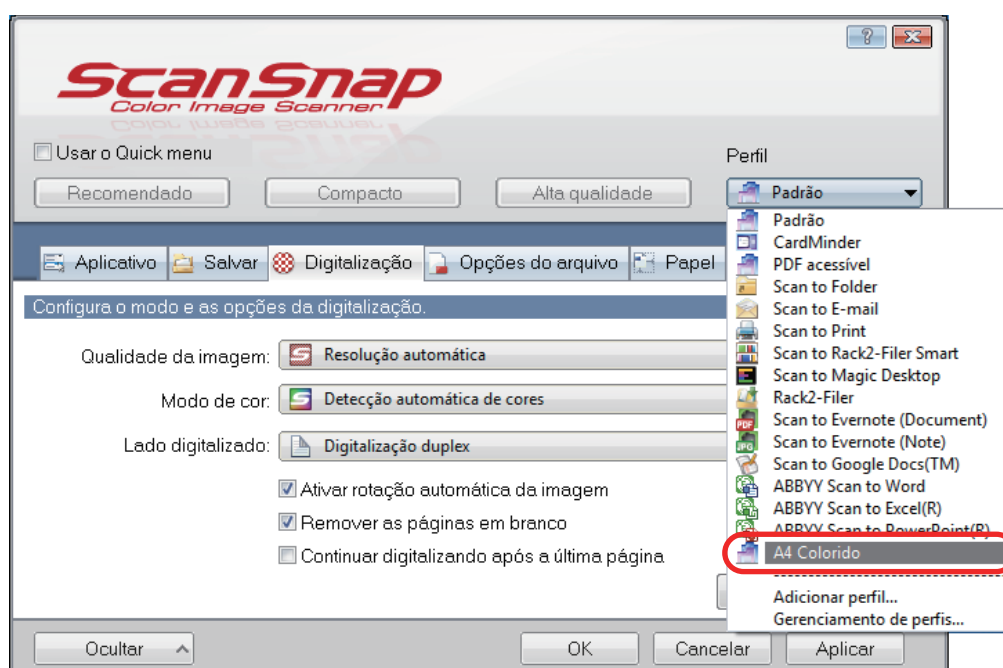 ScanSnap
Color Image Scanner
Usar o Quick menu
Perfil
Recomendado
Compacto
Alta qualidade
Padrão
Aplicativo
Salvar
Digitalização
Opções do arquivo
Papel
Configura o modo e as opções da digitalização.
Qualidade da imagem:
Resolução automática
Modo de cor:
Detecção automática de cores
Lado digitalizado:
Digitalização duplex
Ativar rotação automática da imagem
Remover as páginas em branco
Continuar digitalizando após a última página
Padrão
CardMinder
PDF acessível
Scan to Folder
Scan to E-mail
Scan to Print
Scan to Rack2-Filer Smart
Scan to Magic Desktop
Rack2-Filer
Scan to Evernote (Document)
Scan to Evernote (Note)
Scan to Google Docs(TM)
ABBYY Scan to Word
ABBYY Scan to Excel(R)
ABBYY Scan to PowerPoint(R)
A4 Colorido
Adicionar perfil...
Gerenciamento de perfis...
Ocultar
OK
Cancelar
Aplicar